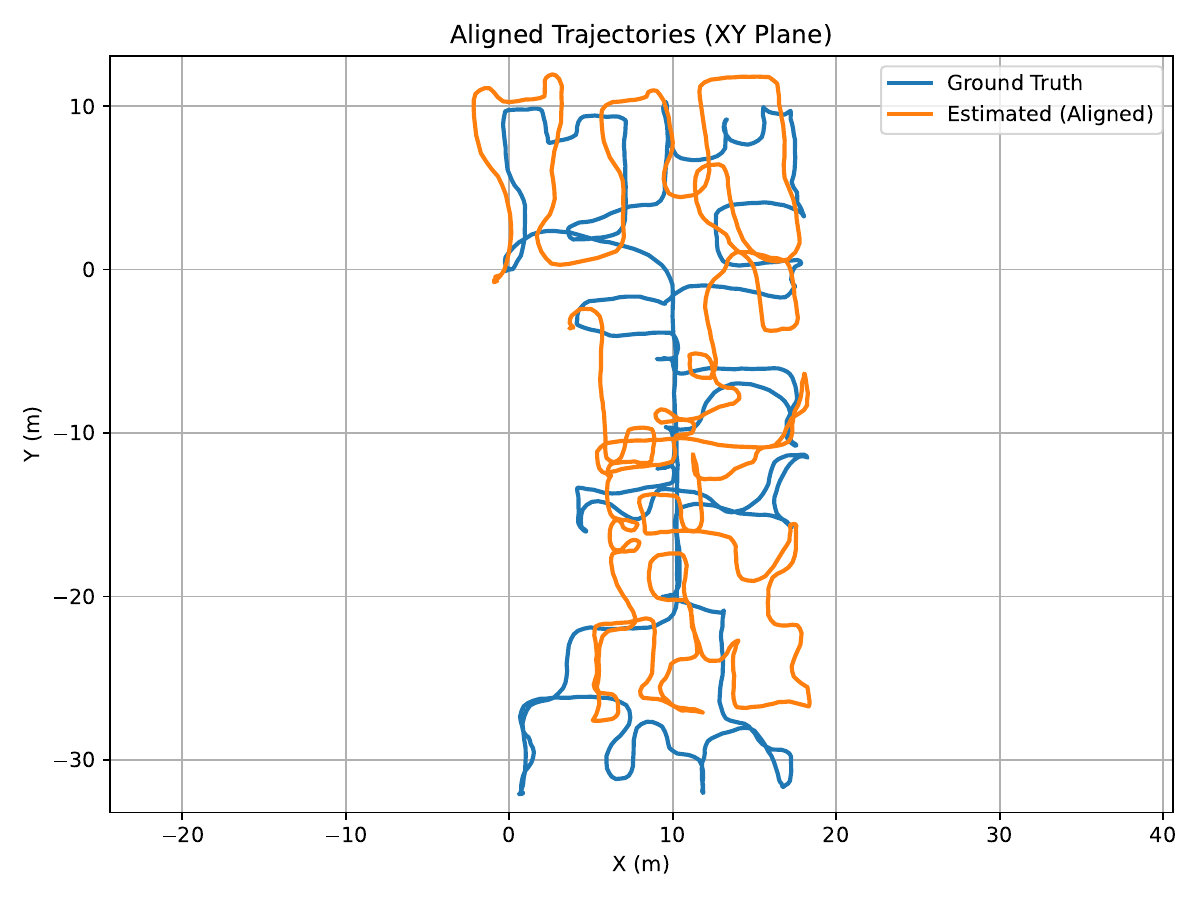 Aligned Trajectories (XY Plane)
Ground Truth
Estimated (Aligned)
10
0
−10
−20
−30
Y (m)
−20
−10
0
10
20
30
40
X (m)